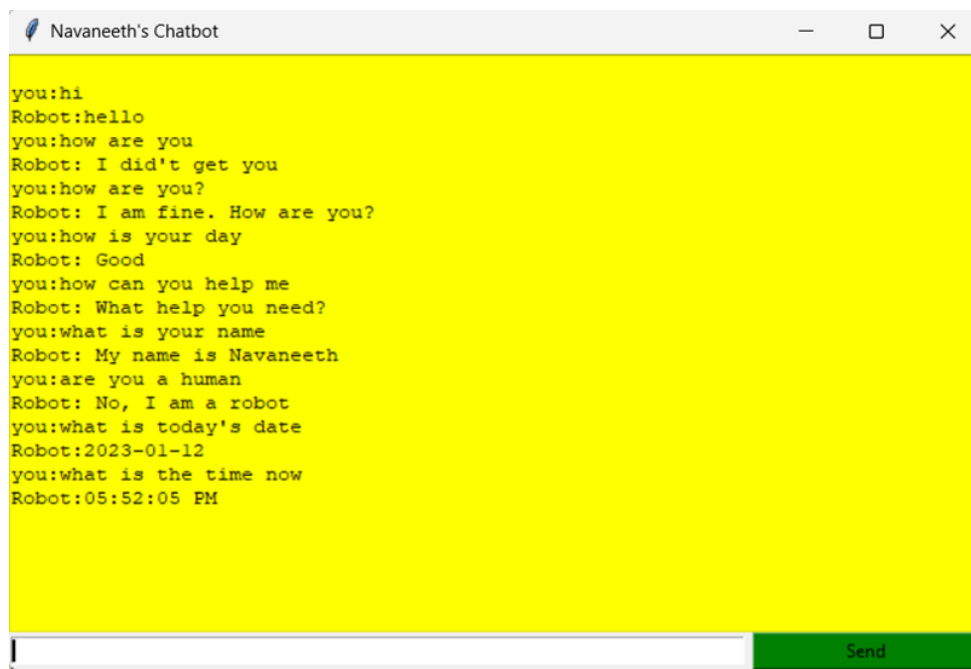 Navaneeth's Chatbot
you:hi
Robot:hello
you:how are you
Robot: I did't get you
you:how are you?
Robot: I am fine. How are you?
you:how is your day
Robot: Good
you:how can you help me
Robot: What help you need?
you:what is your name
Robot: My name is Navaneeth
you:are you a human
Robot: No, I am a robot
you:what is today's date
Robot:2023-01-12
you:what is the time now
Robot:05:52:05 PM
Send